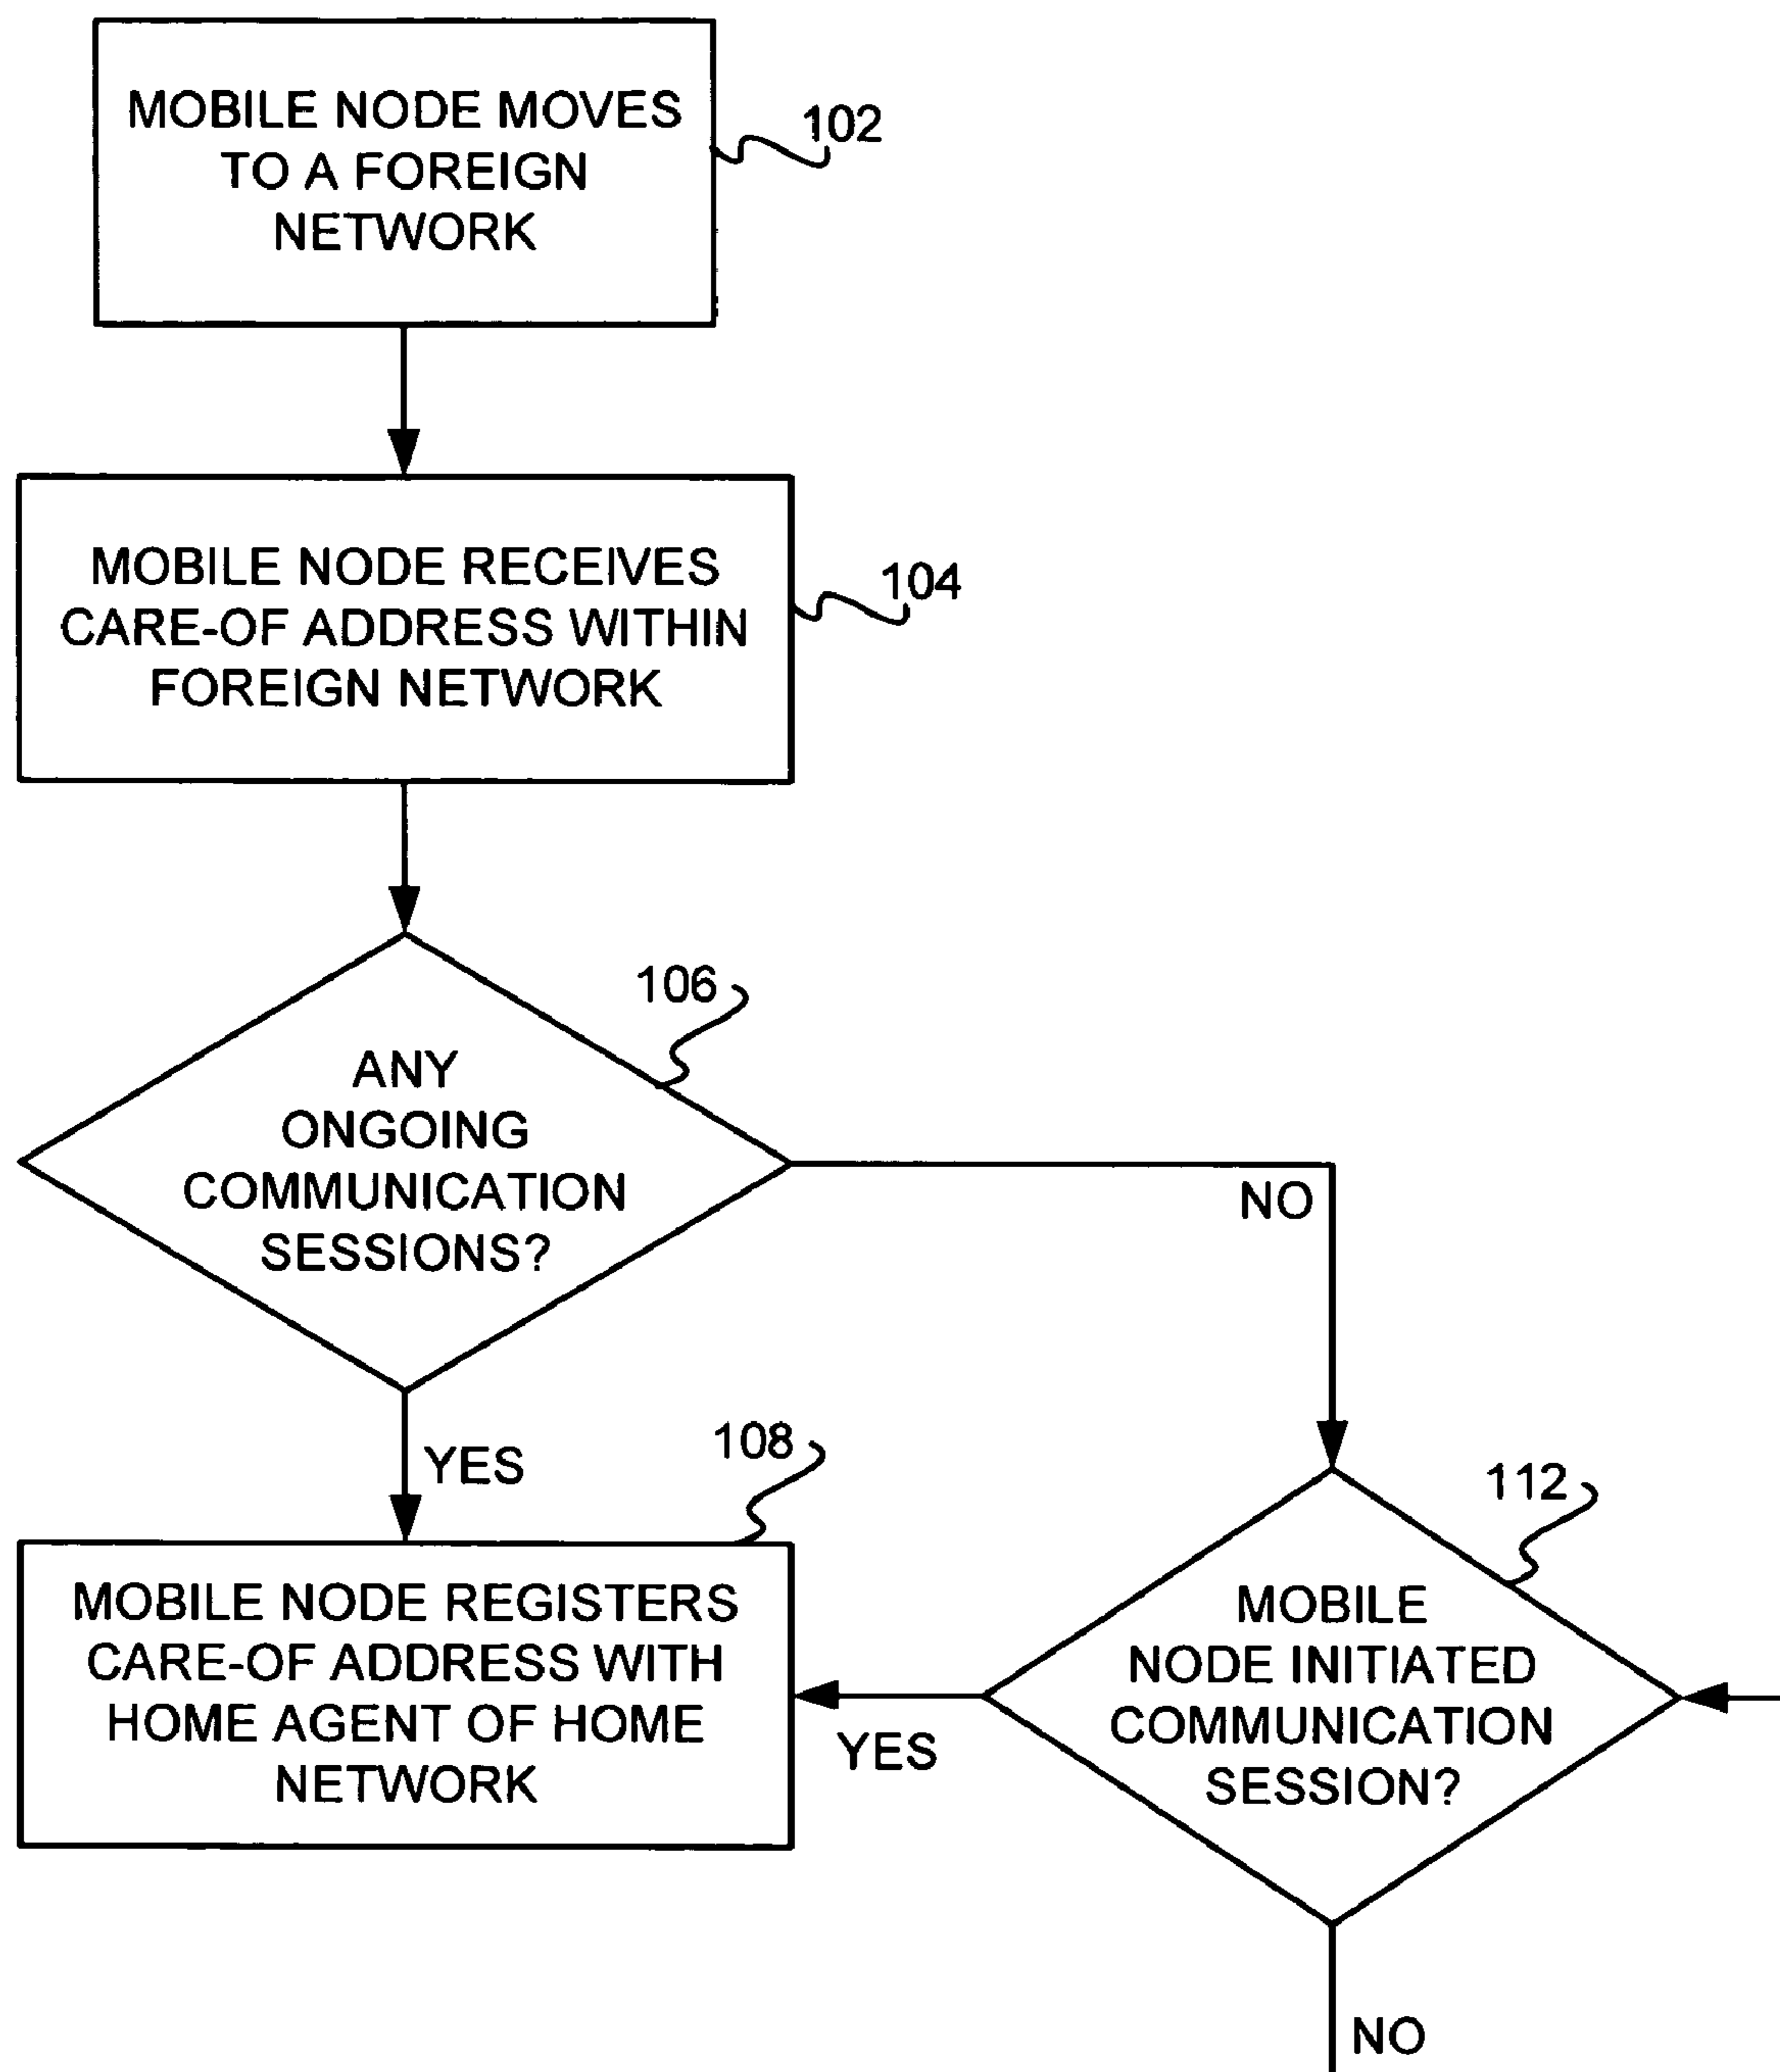 MOBILE NODE MOVES
TO A FOREIGN
NETWORK
102
MOBILE NODE RECEIVES
CARE-OF ADDRESS WITHIN
FOREIGN NETWORK
104
106
ANY
ONGOING
COMMUNICATION
SESSIONS?
NO
YES
108
MOBILE NODE REGISTERS
CARE-OF ADDRESS WITH
HOME AGENT OF HOME
NETWORK
112
MOBILE
NODE INITIATED
COMMUNICATION
SESSION?
YES
NO